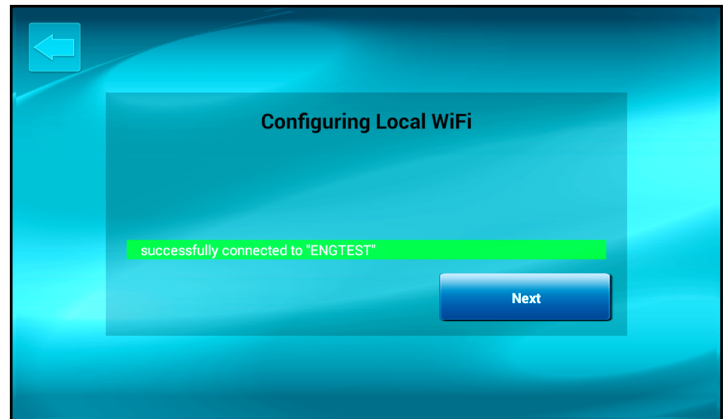 Configuring Local WiFi
successfully connected to "ENGTEST"
Next